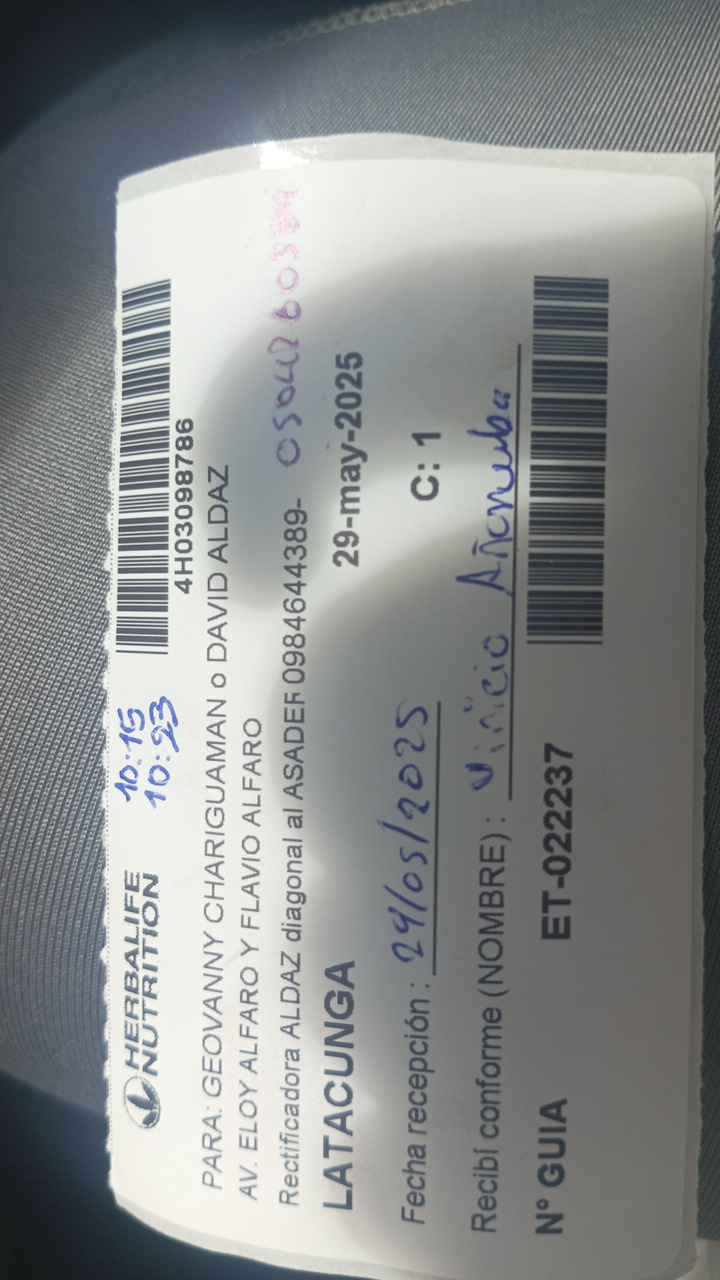 HERBALIFE
NUTRITION
10:15
10:23
4H03098786
PARA: GEOVANNY CHARIGUAMAN o DAVID ALDAZ
AV. ELOY ALFARO Y FLAVIO ALFARO
Rectificadora ALDAZ diagonal al ASADER 0984644389-
LATACUNGA
29-may-2025
Fecha recepción : 29/05/2025
C: 1
Recibí conforme (NOMBRE) : Vinicio
N° GUIA
ET-022237